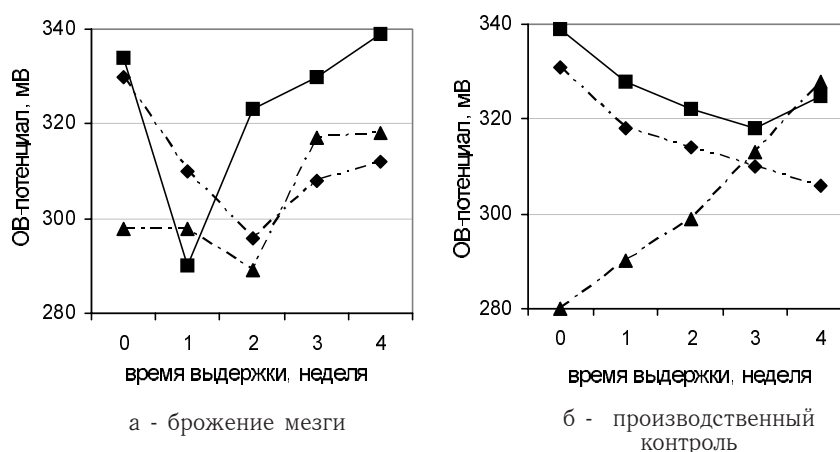 340
320
300
280
ОВ-потенциал, мВ
0 1 2 3 4
время выдержки, неделя
а - брожение мезги
340
320
300
280
ОВ-потенциал, мВ
0 1 2 3 4
время выдержки, неделя
б - производственный
контроль